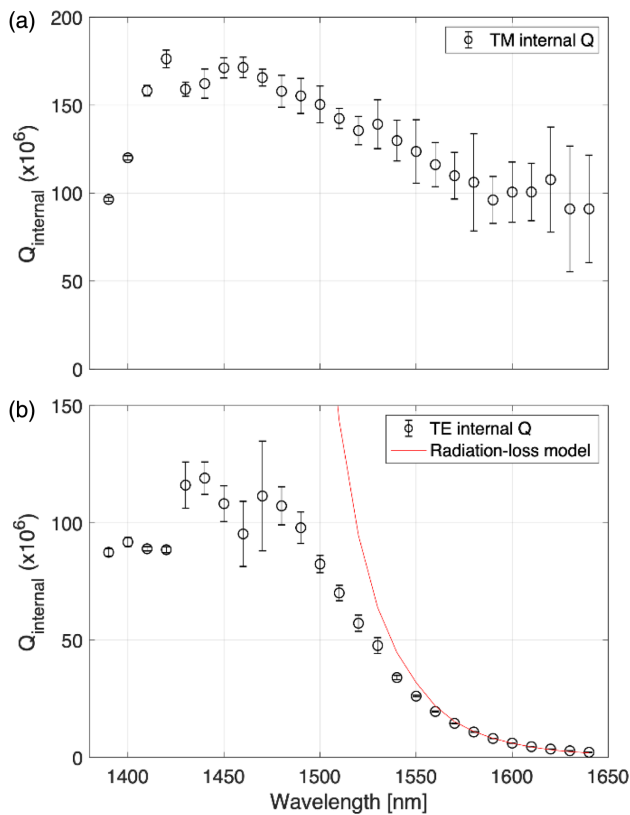 (a)
200
150
100
50
0
Q_internal (x10^6)
TM internal Q
(b)
150
100
50
0
Q_internal (x10^6)
TE internal Q
Radiation-loss model
1400 1450 1500 1550 1600 1650
Wavelength [nm]